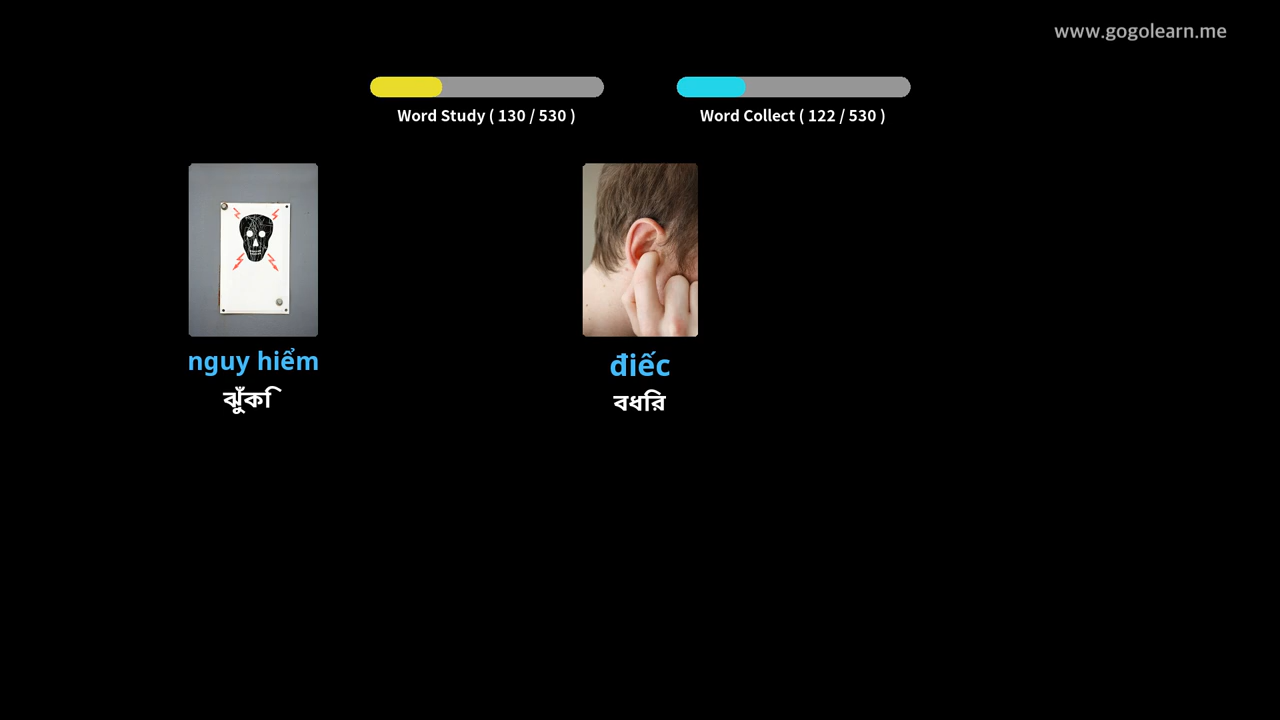 www.gogolearn.me
Word Study ( 130 / 530 )
Word Collect ( 122 / 530 )
nguy hiểm
điếc
ঝুঁকি
বধির